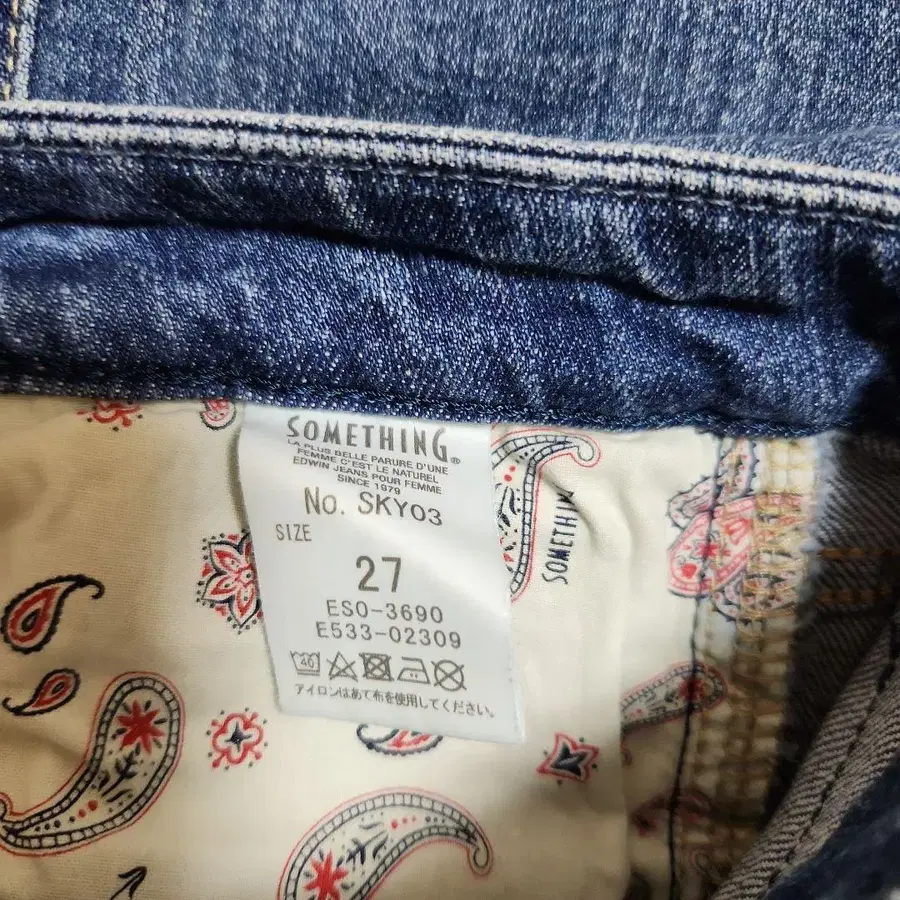 SOMETHING®
LA PLUS BELLE PARURE D'UNE
FEMME C'EST LE NATUREL
EDWIN JEANS POUR FEMME
SINCE 1979
No. SKY03
SIZE
27
ESO-3690
E533-02309
40
アイロンはあて布を使用してください。
SOMETHIN